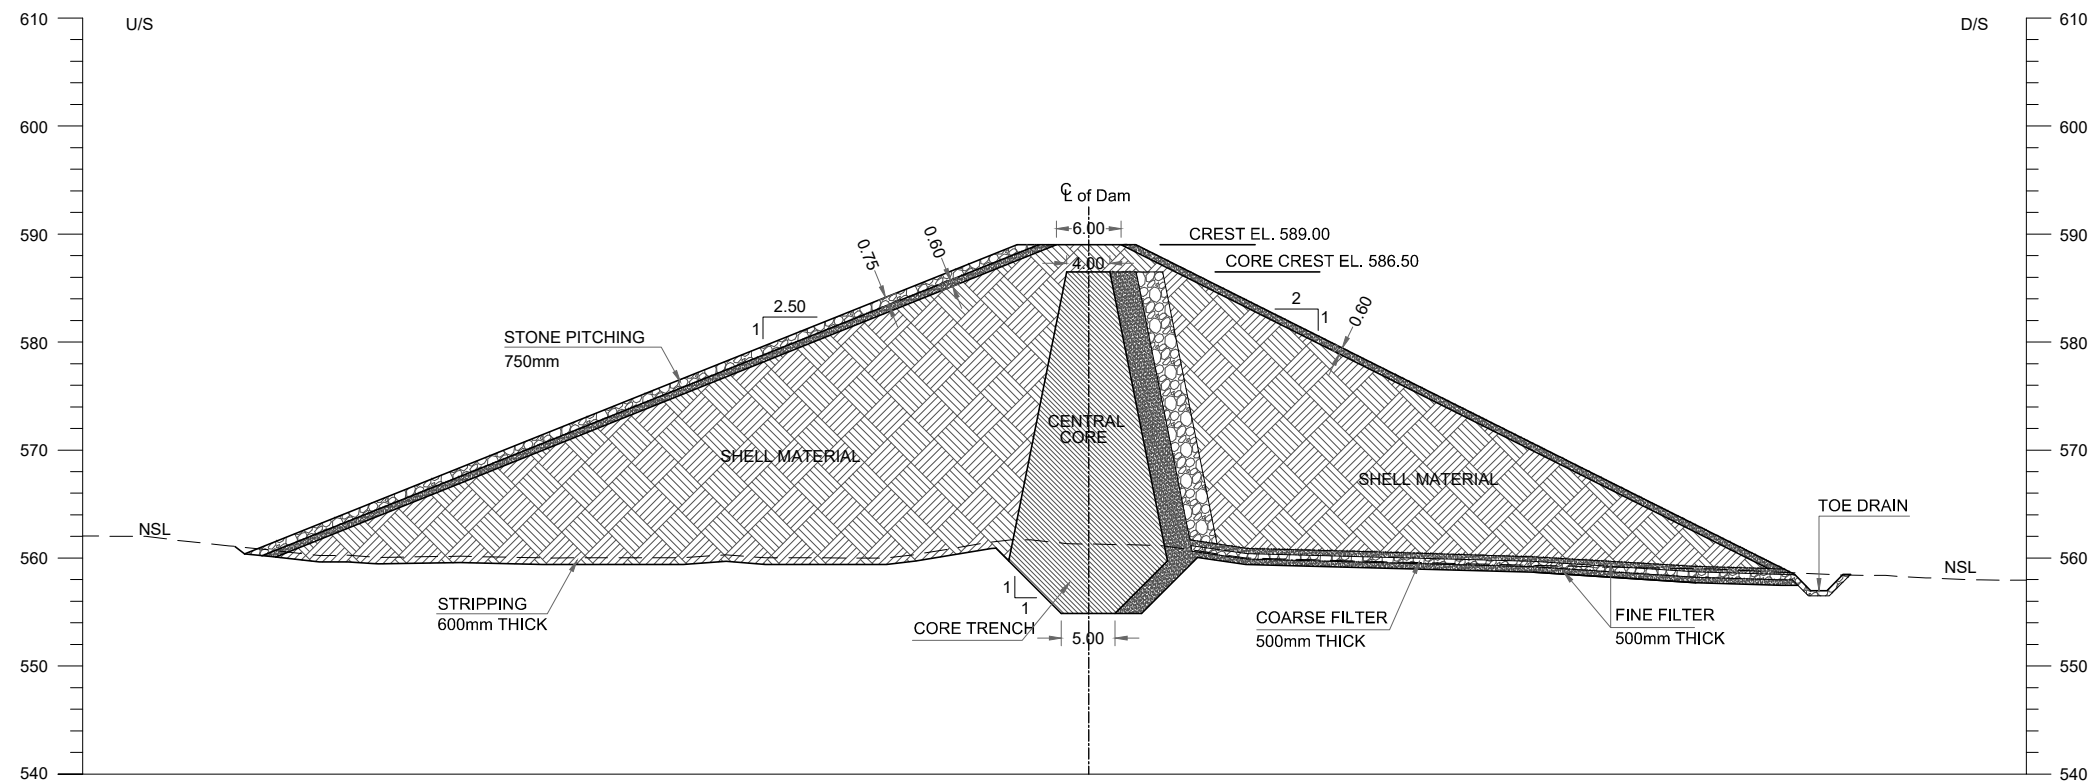 610
U/S
D/S
610
600
600
℄ of Dam
590
6.00
CREST EL. 589.00
590
0.75
0.60
4.00
CORE CREST EL. 586.50
2.50
1
2
1
0.60
580
STONE PITCHING
750mm
580
570
CENTRAL
CORE
SHELL MATERIAL
SHELL MATERIAL
570
TOE DRAIN
NSL
560
NSL
560
1
1
STRIPPING
600mm THICK
CORE TRENCH
5.00
COARSE FILTER
500mm THICK
FINE FILTER
500mm THICK
550
550
540
540